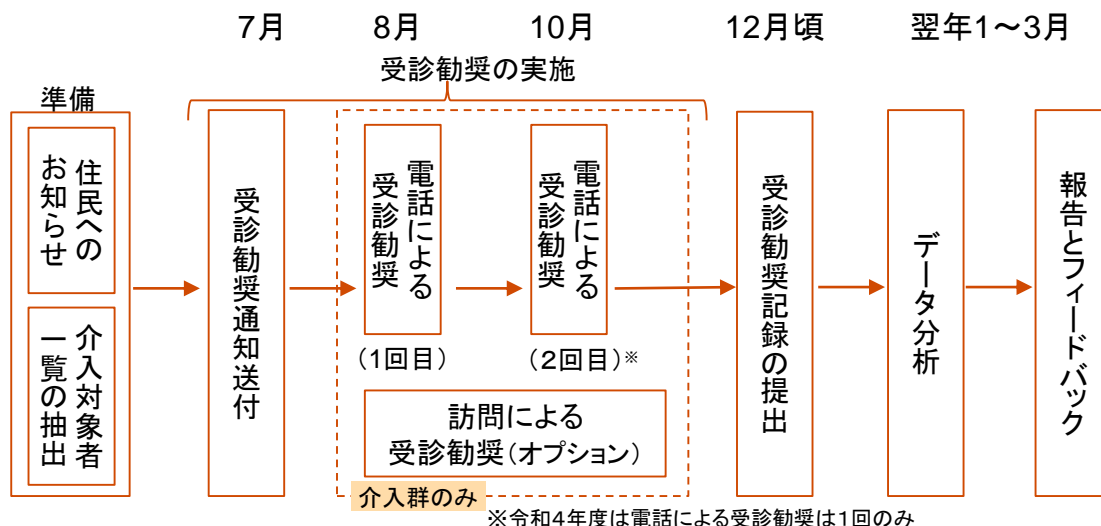 7月
8月
10月
12月頃
翌年1～3月
受診勧奨の実施
準備
住民への
お知らせ
介入対象者
一覧の抽出
受診勧奨通知送付
電話による
受診勧奨
(1回目)
電話による
受診勧奨
(2回目)※
訪問による
受診勧奨(オプション)
介入群のみ
受診勧奨記録の提出
データ分析
報告とフィードバック
※令和4年度は電話による受診勧奨は1回のみ